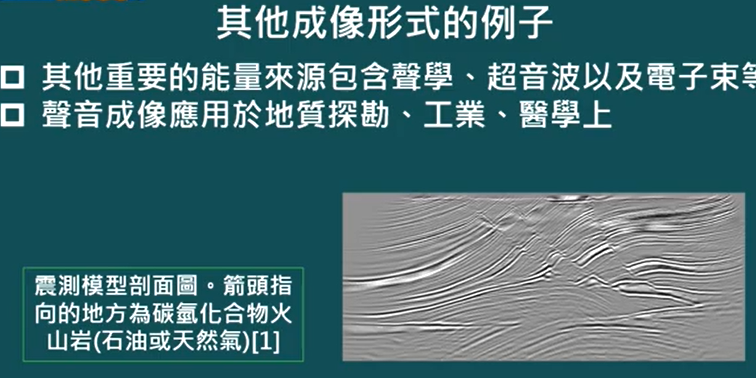 其他成像形式的例子
口 其他重要的能量來源包含聲學、超音波以及電子束等
口 聲音成像應用於地質探勘、工業、醫學上
震測模型剖面圖。箭頭指
向的地方為碳氫化合物火
山岩(石油或天然氣)[1]